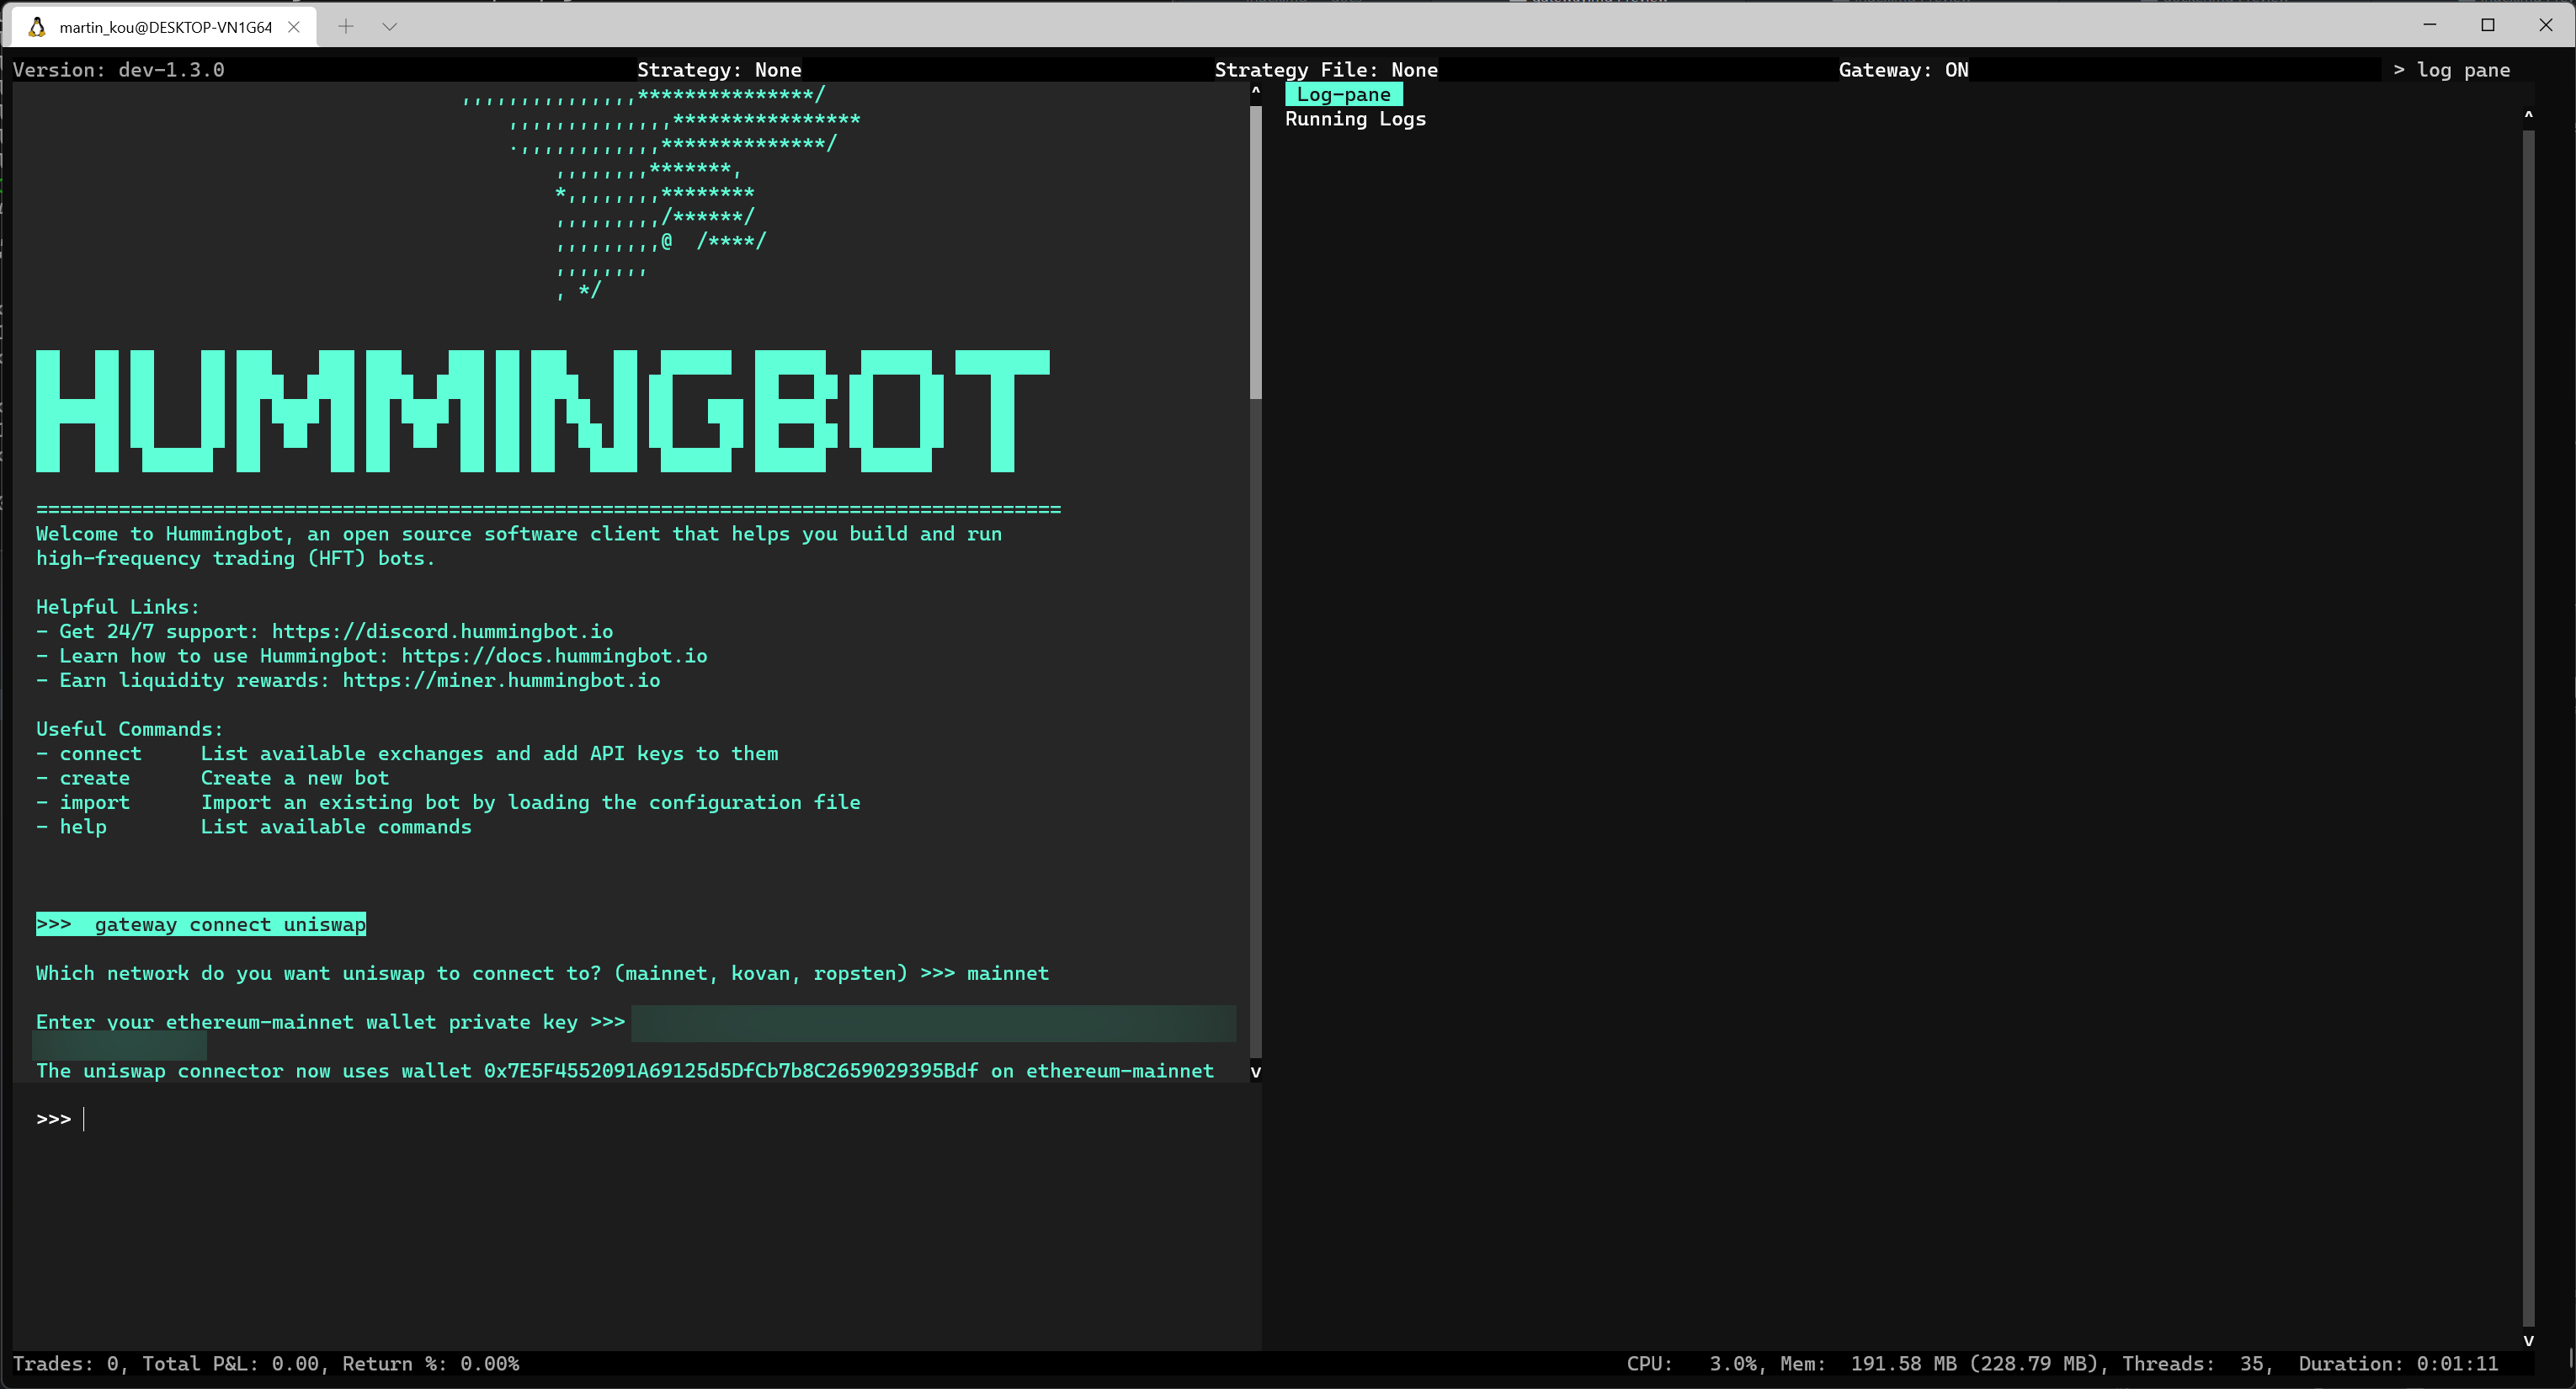 martin_kou@DESKTOP-VN1G64
Version: dev-1.3.0 Strategy: None Strategy File: None Gateway: ON > log pane
,,,,,,,,,,,,,,,***************/
,,,,,,,,,,,,,,****************
.,,,,,,,,,,,,**************/
,,,,,,,,*******,
*,,,,,,,,********
,,,,,,,,,/******/
,,,,,,,,,@  /****/
,,,,,,,,
, */
HUMMINGBOT
=======================================================================================
Welcome to Hummingbot, an open source software client that helps you build and run
high-frequency trading (HFT) bots.
Helpful Links:
- Get 24/7 support: https://discord.hummingbot.io
- Learn how to use Hummingbot: https://docs.hummingbot.io
- Earn liquidity rewards: https://miner.hummingbot.io
Useful Commands:
- connect     List available exchanges and add API keys to them
- create      Create a new bot
- import      Import an existing bot by loading the configuration file
- help        List available commands
>>>  gateway connect uniswap
Which network do you want uniswap to connect to? (mainnet, kovan, ropsten) >>> mainnet
Enter your ethereum-mainnet wallet private key >>>
The uniswap connector now uses wallet 0x7E5F4552091A69125d5DfCb7b8C2659029395Bdf on ethereum-mainnet
>>>
Log-pane
Running Logs
Trades: 0, Total P&L: 0.00, Return %: 0.00% CPU:   3.0%, Mem:  191.58 MB (228.79 MB), Threads:  35,  Duration: 0:01:11